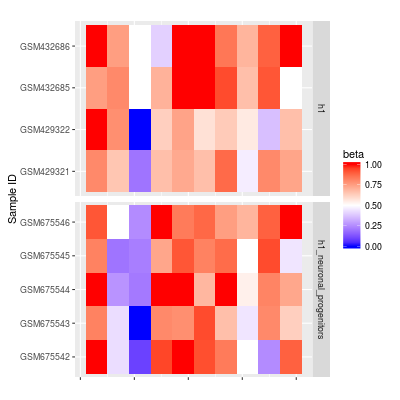 GSM432686
GSM432685
GSM429322
GSM429321
h1
GSM675546
GSM675545
GSM675544
GSM675543
GSM675542
h1_neuronal_progenitors
Sample ID
beta
1.00
0.75
0.50
0.25
0.00